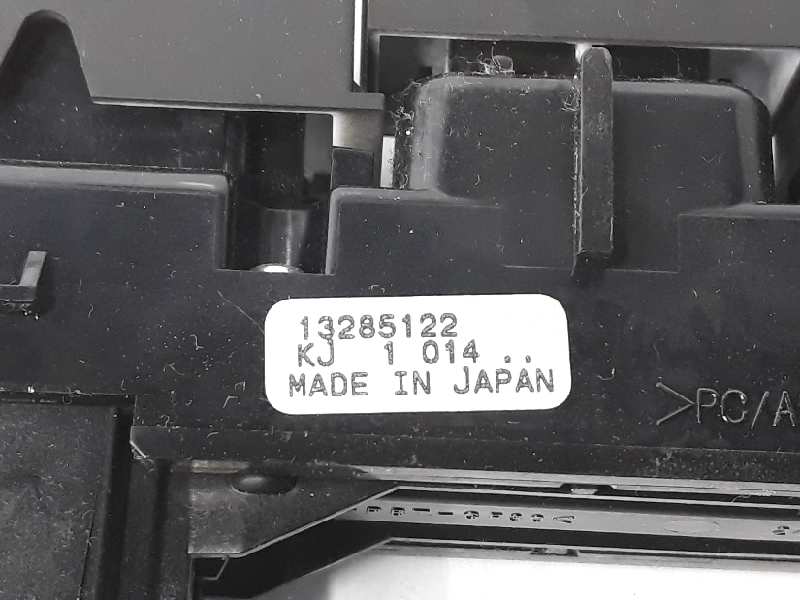 13285122
KJ 1 014 ..
MADE IN JAPAN
>PC/A